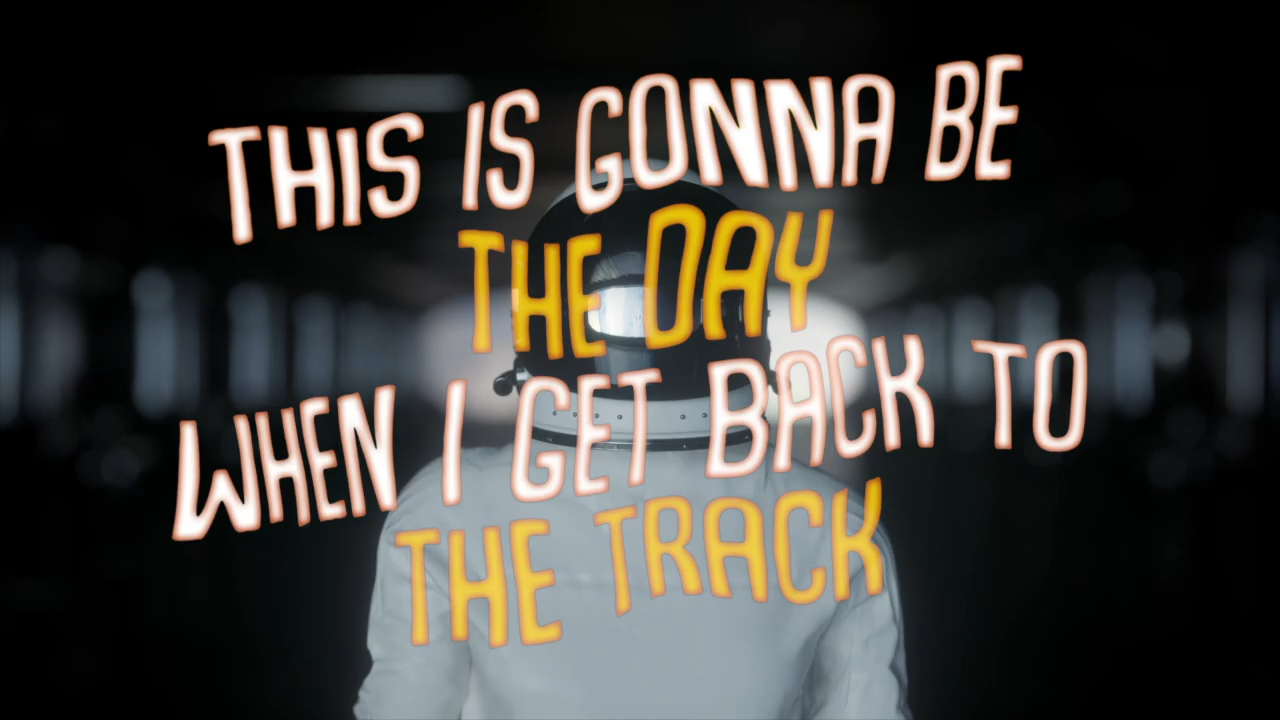 THIS IS GONNA BE
THE DAY
WHEN I GET BACK TO
THE TRACK